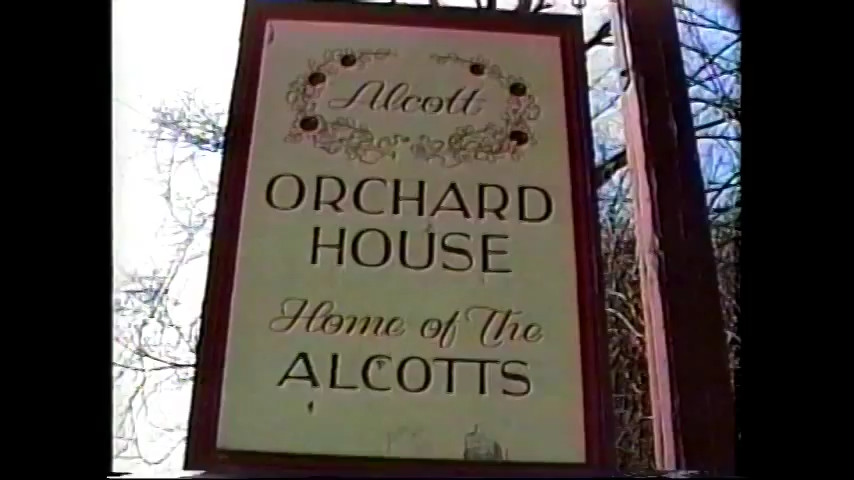 Alcott
ORCHARD
HOUSE
Home of The
ALCOTTS